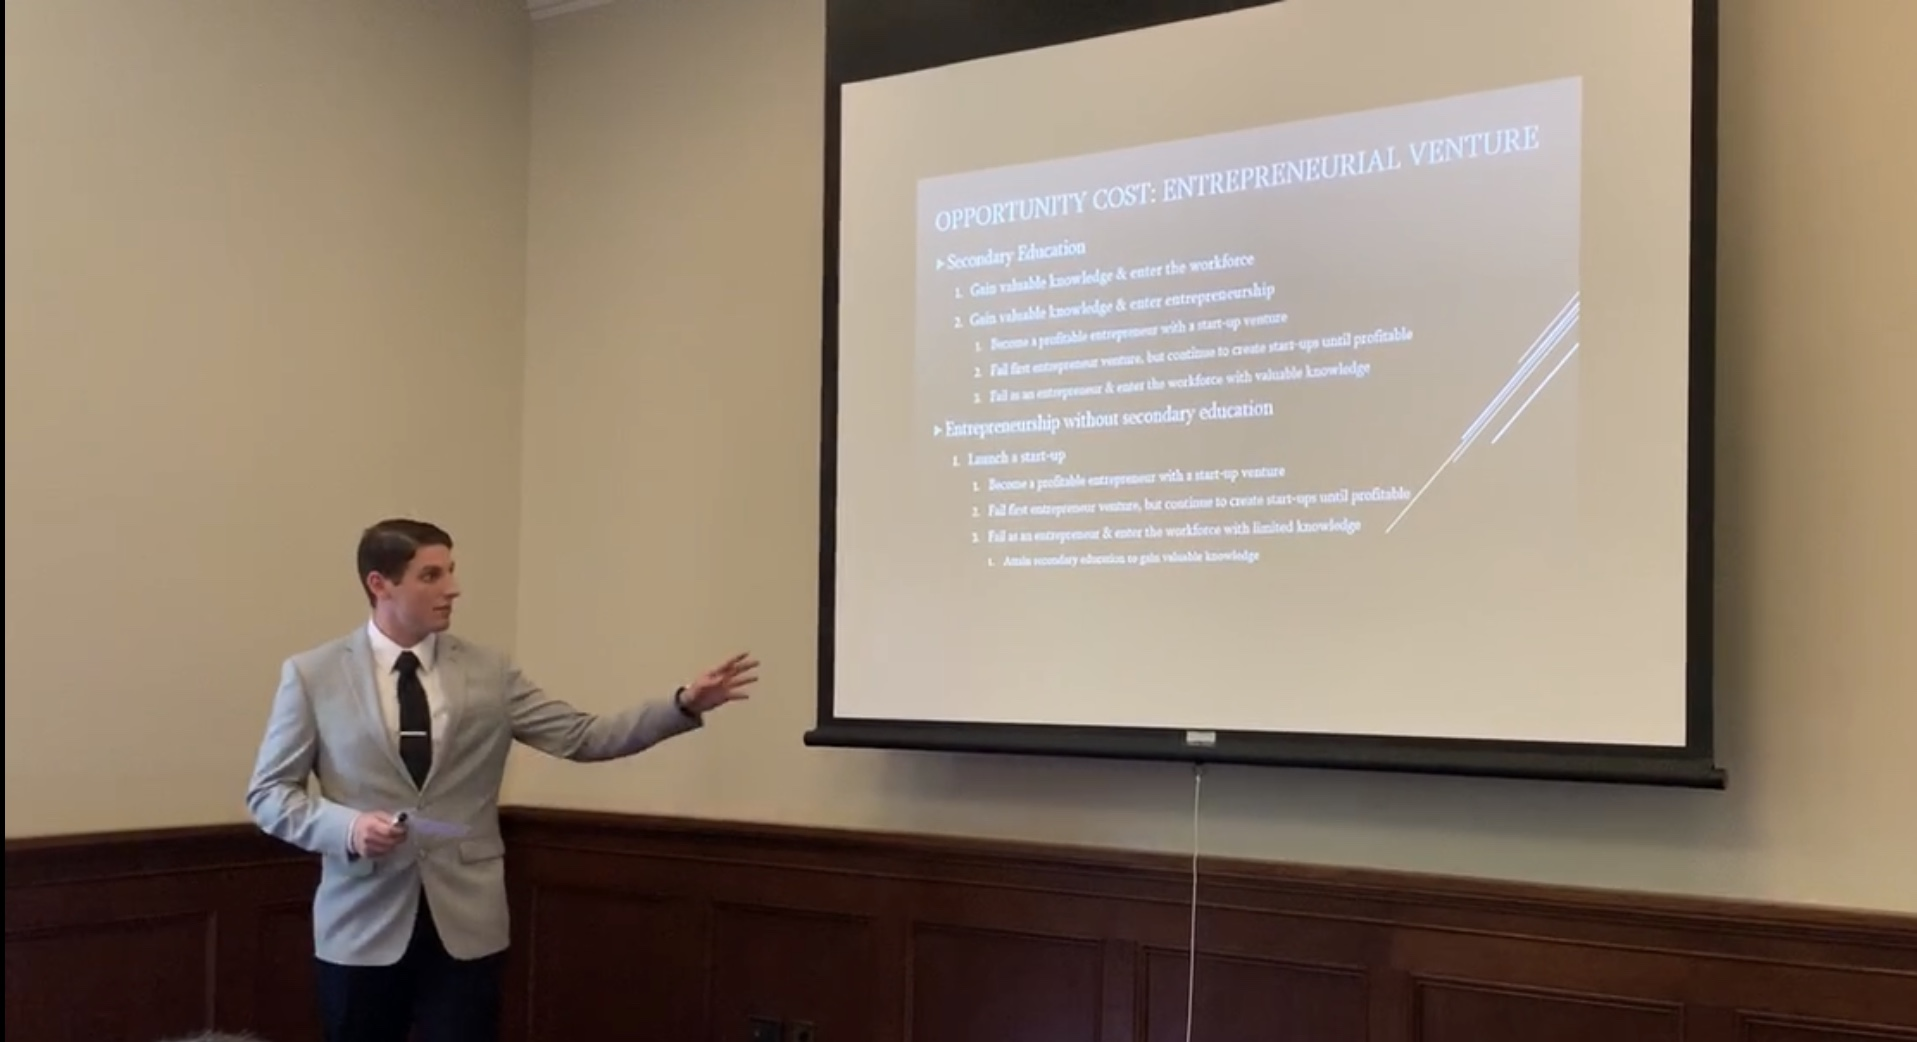 OPPORTUNITY COST: ENTREPRENEURIAL VENTURE
Secondary Education
1. Gain valuable knowledge & enter the workforce
2. Gain valuable knowledge & enter entrepreneurship
1. Become a profitable entrepreneur with a start-up venture
2. Fail first entrepreneur venture, but continue to create start-ups until profitable
3. Fail as an entrepreneur & enter the workforce with valuable knowledge
Entrepreneurship without secondary education
1. Launch a start-up
1. Become a profitable entrepreneur with a start-up venture
2. Fail first entrepreneur venture, but continue to create start-ups until profitable
3. Fail as an entrepreneur & enter the workforce with limited knowledge
1. Attain secondary education to gain valuable knowledge